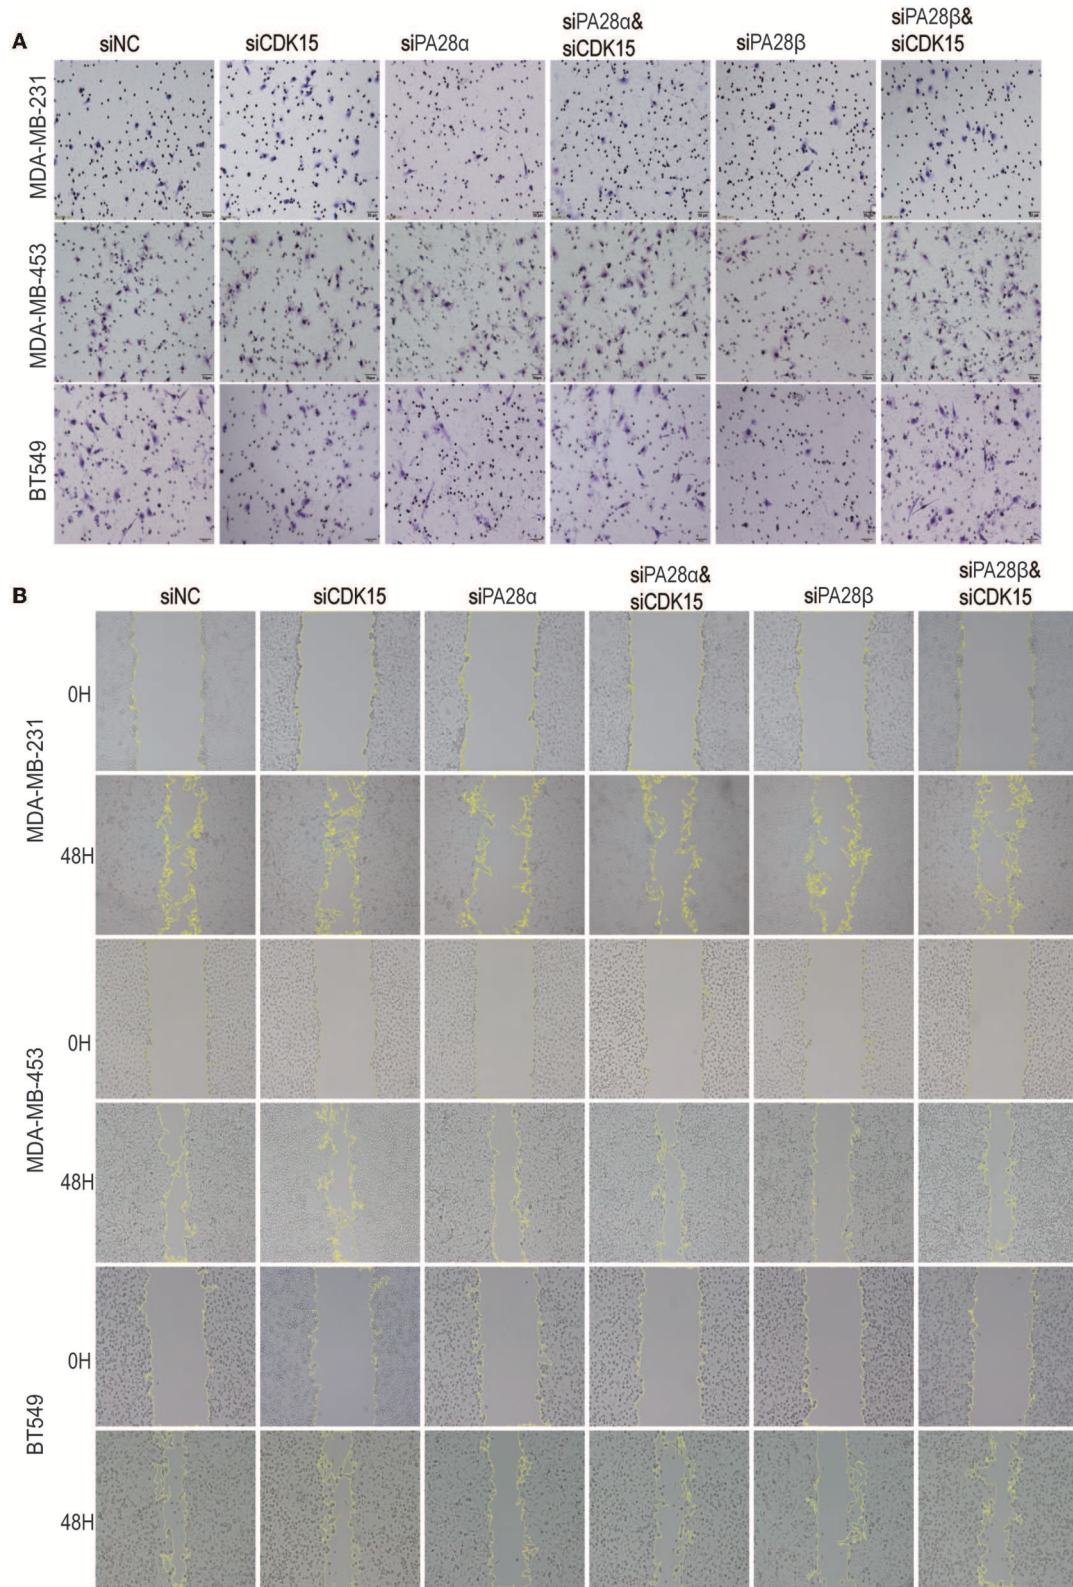 A
siNC
siCDK15
siPA28α
siPA28α&
siCDK15
siPA28β
siPA28β&
siCDK15
MDA-MB-231
MDA-MB-453
BT549
B
siNC
siCDK15
siPA28α
siPA28α&
siCDK15
siPA28β
siPA28β&
siCDK15
MDA-MB-231
0H
48H
MDA-MB-453
0H
48H
BT549
0H
48H